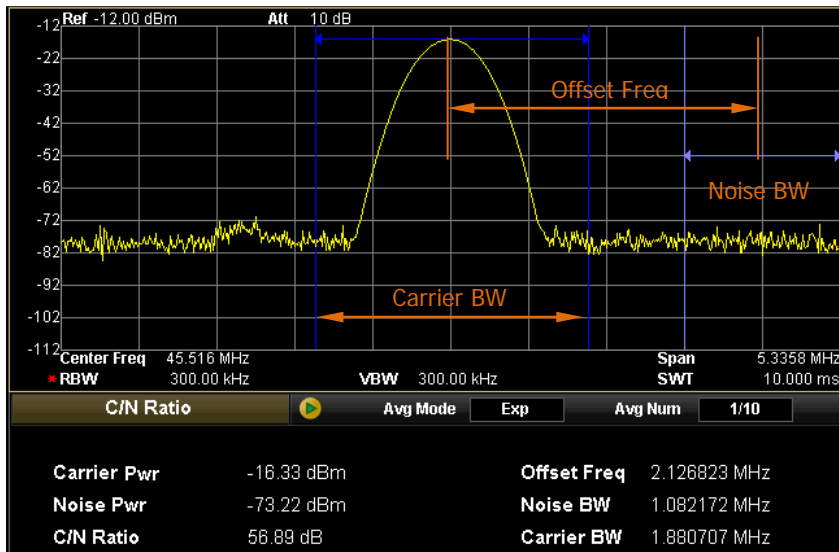 Ref -12.00 dBm Att 10 dB
-12
-22
Offset Freq
-32
-42
-52
-62
Noise BW
-72
-82
-92
Carrier BW
-102
-112
Center Freq 45.516 MHz Span 5.3358 MHz
*RBW 300.00 kHz VBW 300.00 kHz SWT 10.000 ms
C/N Ratio Avg Mode Exp Avg Num 1/10
Carrier Pwr -16.33 dBm Offset Freq 2.126823 MHz
Noise Pwr -73.22 dBm Noise BW 1.082172 MHz
C/N Ratio 56.89 dB Carrier BW 1.880707 MHz